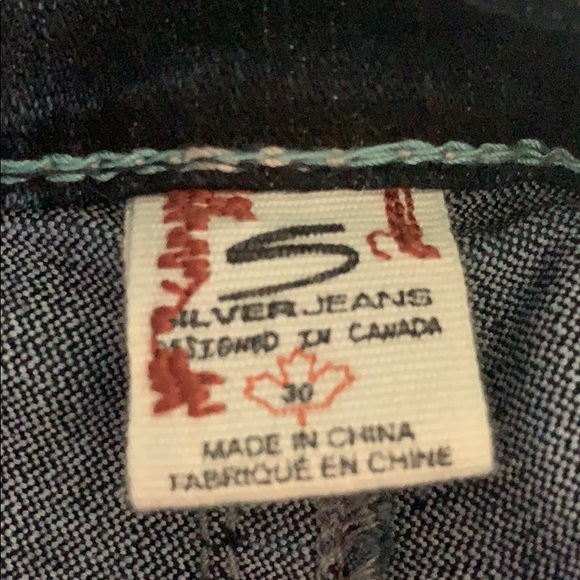 S
SILVER JEANS
DESIGNED IN CANADA
30
MADE IN CHINA
FABRIQUÉ EN CHINE